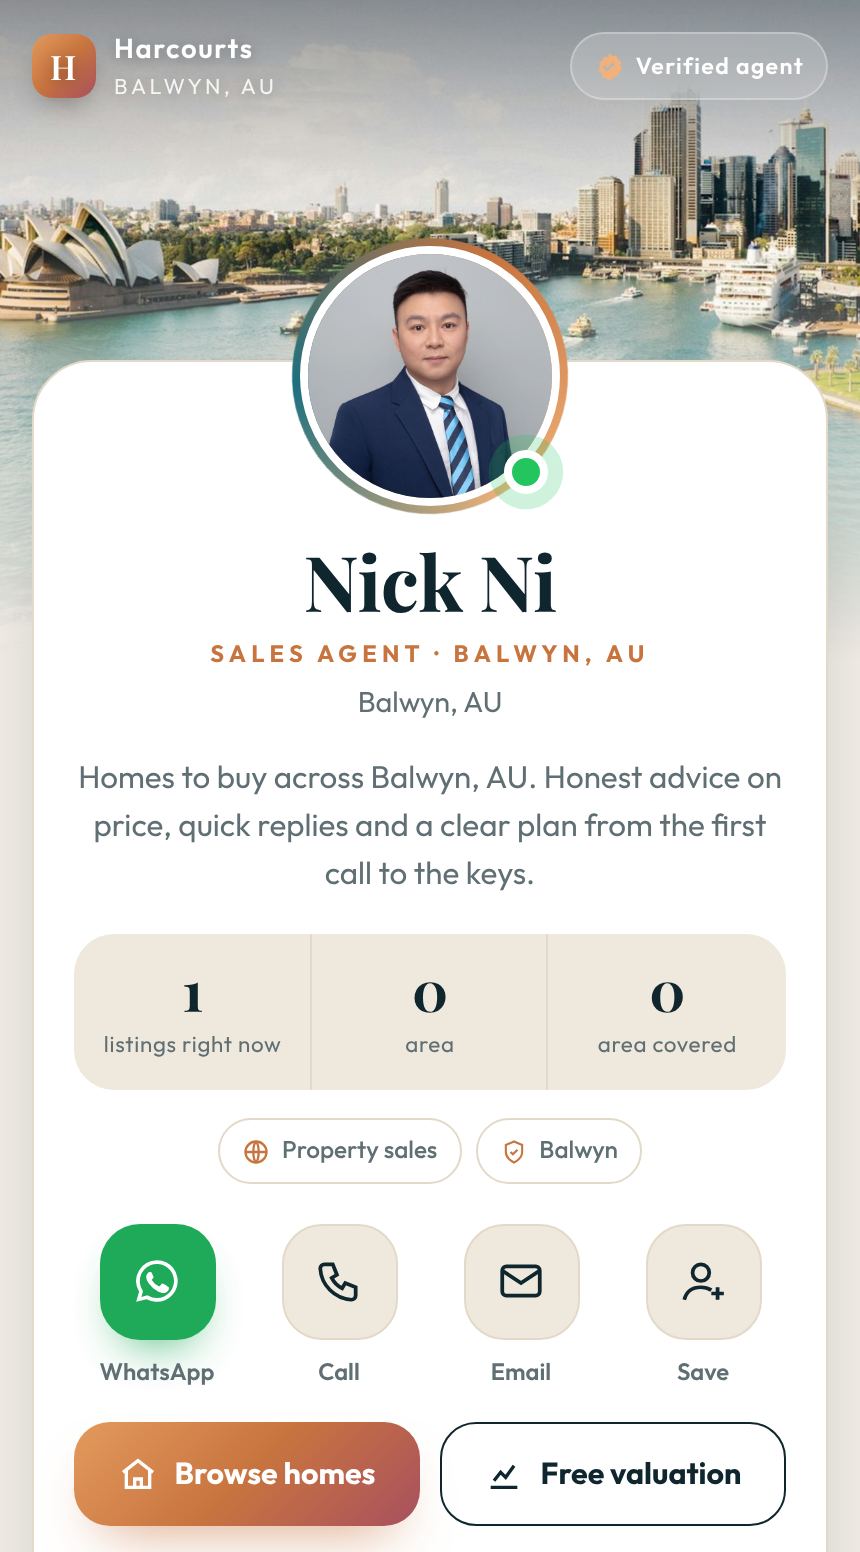 H
Harcourts
BALWYN, AU
Verified agent
Nick Ni
SALES AGENT · BALWYN, AU
Balwyn, AU
Homes to buy across Balwyn, AU. Honest advice on
price, quick replies and a clear plan from the first
call to the keys.
1
listings right now
0
area
0
area covered
Property sales
Balwyn
WhatsApp
Call
Email
Save
Browse homes
Free valuation